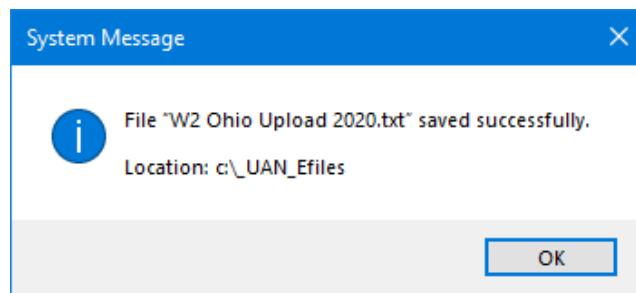 System Message
File "W2 Ohio Upload 2020.txt" saved successfully.
Location: c:\_UAN_Efiles
OK